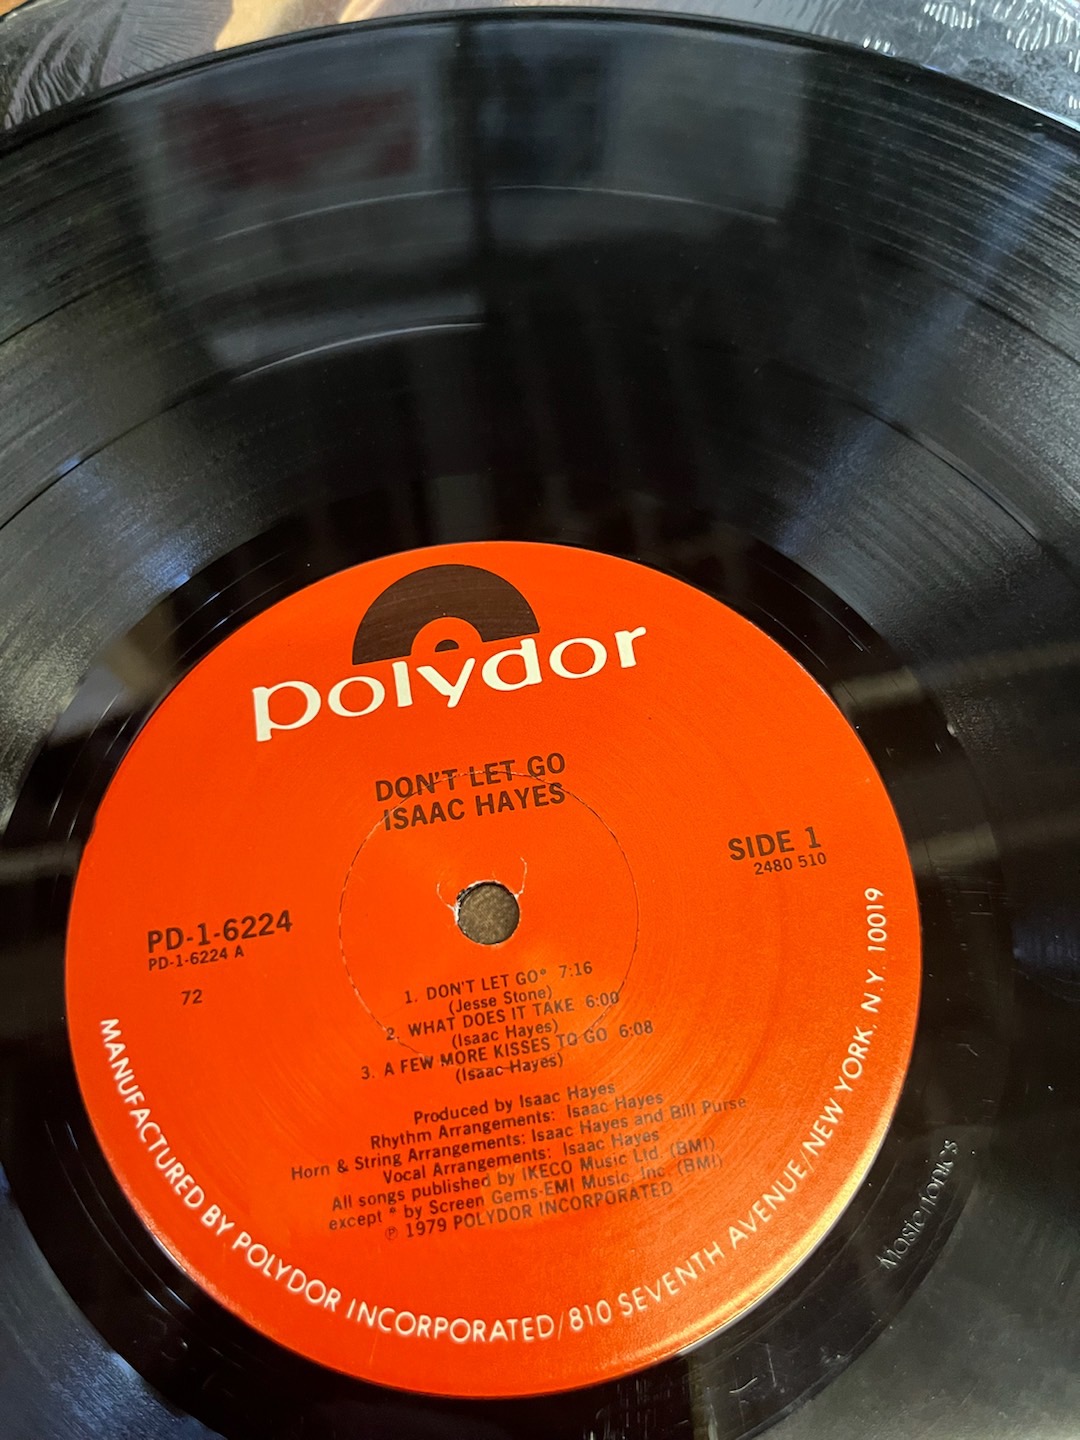 polydor
DON'T LET GO
ISAAC HAYES
SIDE 1
2480 510
PD-1-6224
PD-1-6224 A
72
1. DON'T LET GO° 7:16
(Jesse Stone)
2. WHAT DOES IT TAKE 6:00
(Isaac Hayes)
3. A FEW MORE KISSES TO GO 6:08
(Isaac Hayes)
Produced by Isaac Hayes
Rhythm Arrangements: Isaac Hayes
Horn & String Arrangements: Isaac Hayes and Bill Purse
Vocal Arrangements: Isaac Hayes
All songs published by IKECO Music Ltd. (BMI)
except ° by Screen Gems-EMI Music, Inc. (BMI)
℗ 1979 POLYDOR INCORPORATED
MANUFACTURED BY POLYDOR INCORPORATED/810 SEVENTH AVENUE/NEW YORK, N.Y. 10019
Masterfonics